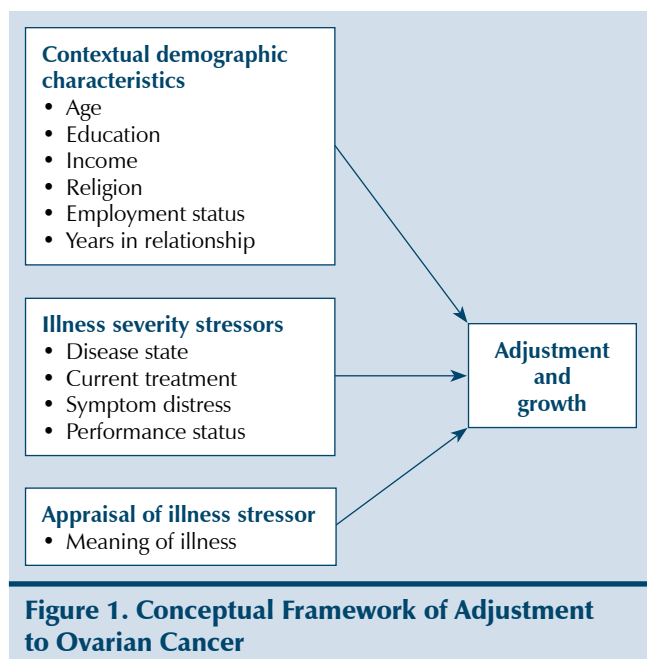 Contextual demographic
characteristics
• Age
• Education
• Income
• Religion
• Employment status
• Years in relationship
Illness severity stressors
• Disease state
• Current treatment
• Symptom distress
• Performance status
Appraisal of illness stressor
• Meaning of illness
Adjustment
and
growth
Figure 1. Conceptual Framework of Adjustment
to Ovarian Cancer